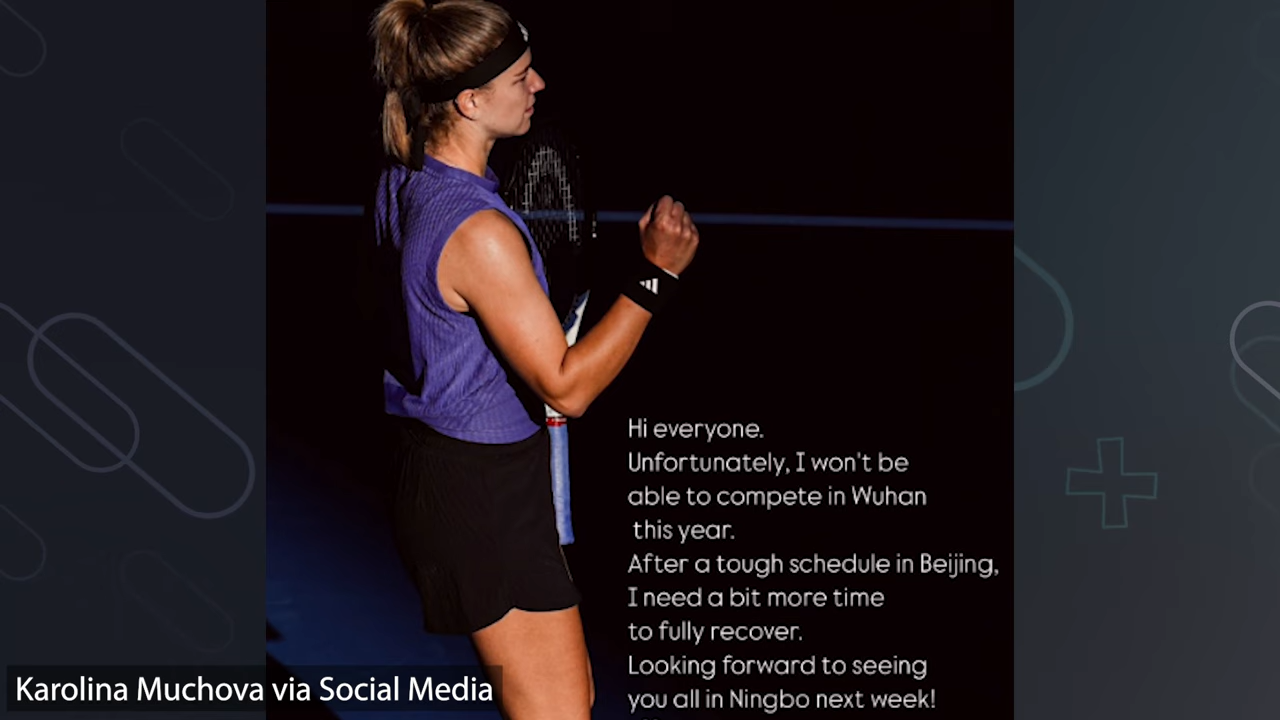 Hi everyone.
Unfortunately, I won't be
able to compete in Wuhan
this year.
After a tough schedule in Beijing,
I need a bit more time
to fully recover.
Looking forward to seeing
you all in Ningbo next week!
Karolina Muchova via Social Media